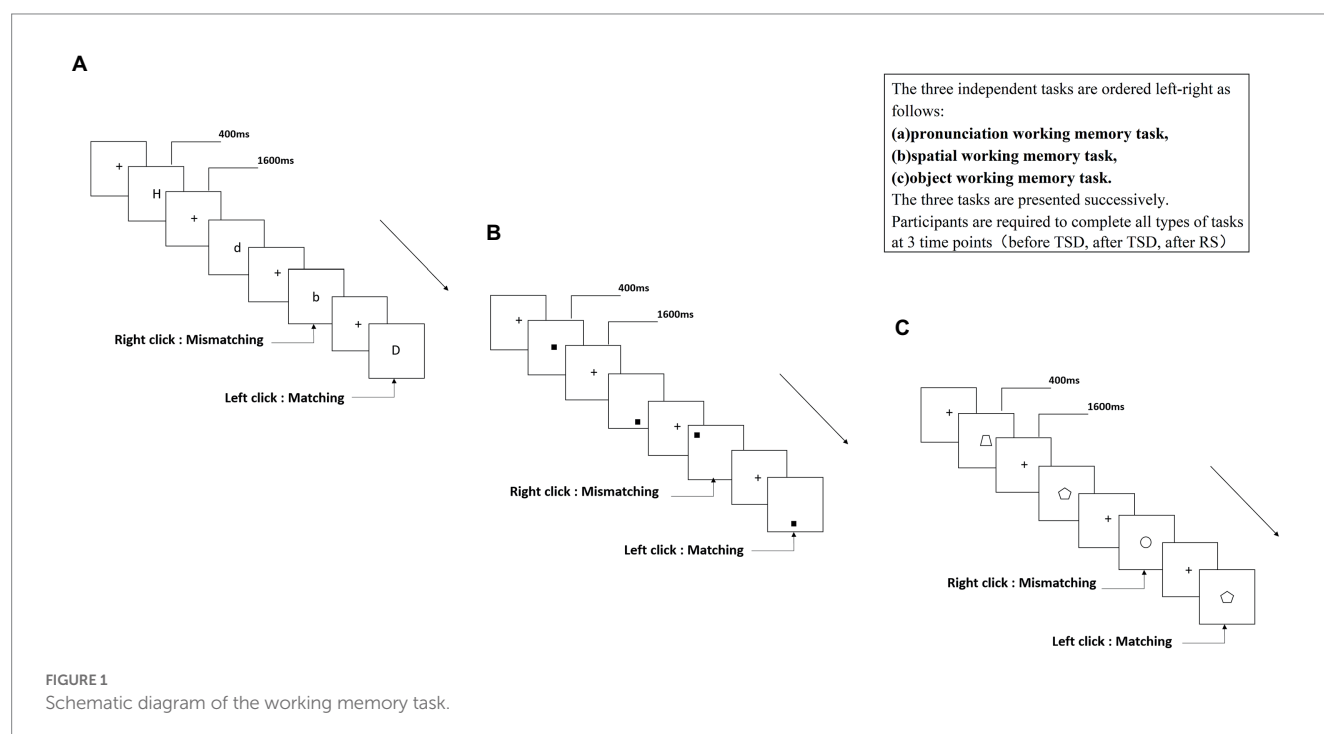 A
400ms
1600ms
+
H
+
d
+
b
+
D
Right click : Mismatching
Left click : Matching
The three independent tasks are ordered left-right as
follows:
(a)pronunciation working memory task,
(b)spatial working memory task,
(c)object working memory task.
The three tasks are presented successively.
Participants are required to complete all types of tasks
at 3 time points（before TSD, after TSD, after RS）
B
400ms
1600ms
+
+
+
+
Right click : Mismatching
Left click : Matching
C
400ms
1600ms
+
+
+
+
Right click : Mismatching
Left click : Matching
FIGURE 1
Schematic diagram of the working memory task.